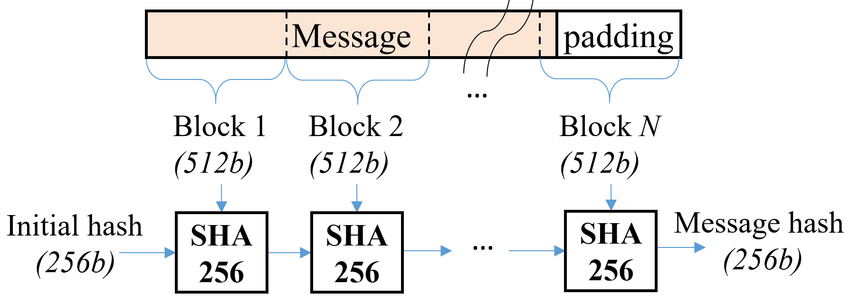 Message padding
...
Block 1 Block 2 Block N
(512b) (512b) (512b)
Initial hash
(256b)
SHA
256
SHA
256
...
SHA
256
Message hash
(256b)